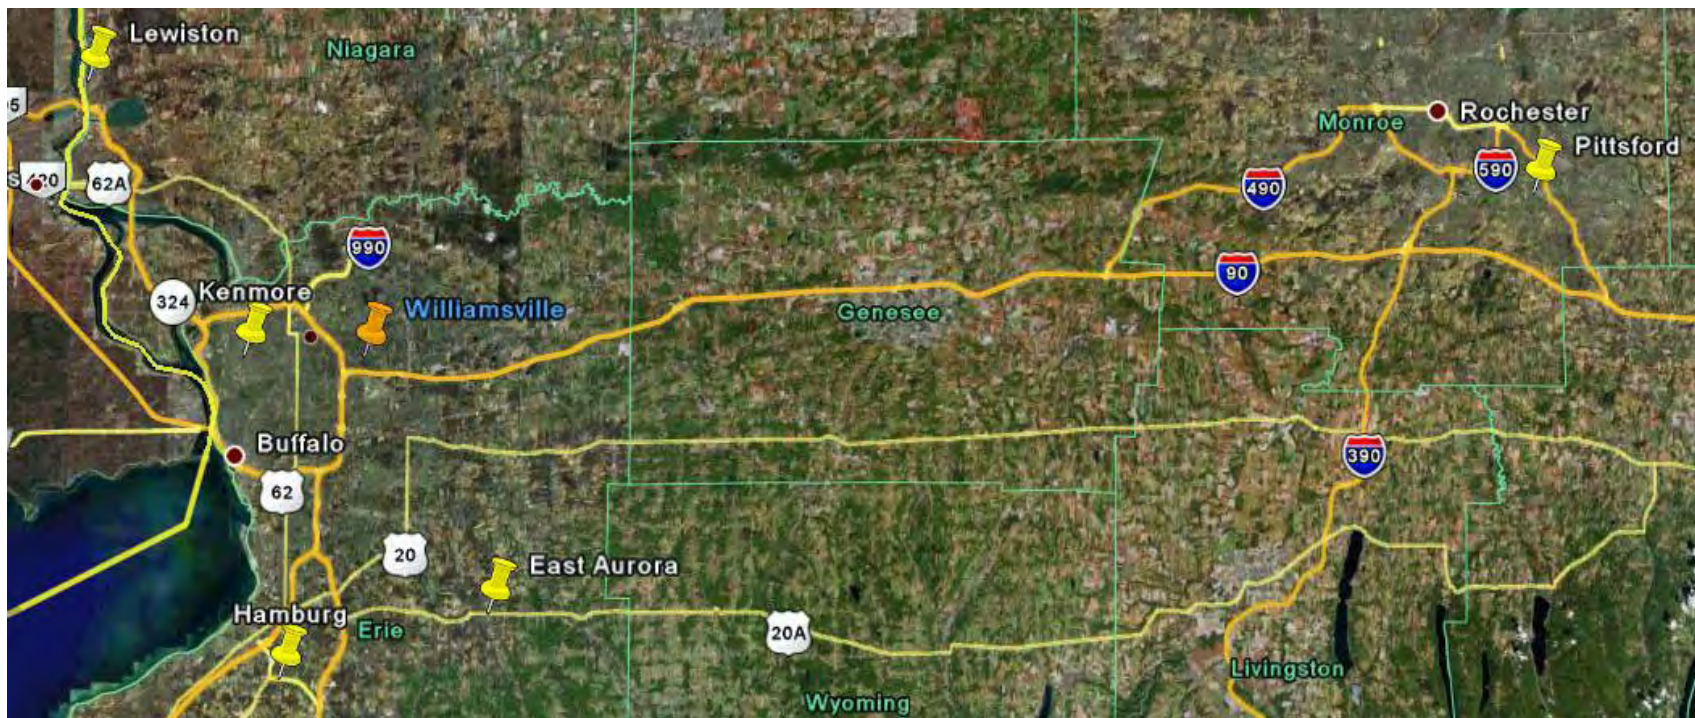 Lewiston
Niagara
Rochester
Monroe
Pittsford
62A
420
490
590
990
90
324
Kenmore
Williamsville
Genesee
Buffalo
62
390
20
East Aurora
Hamburg
Erie
20A
Livingston
Wyoming